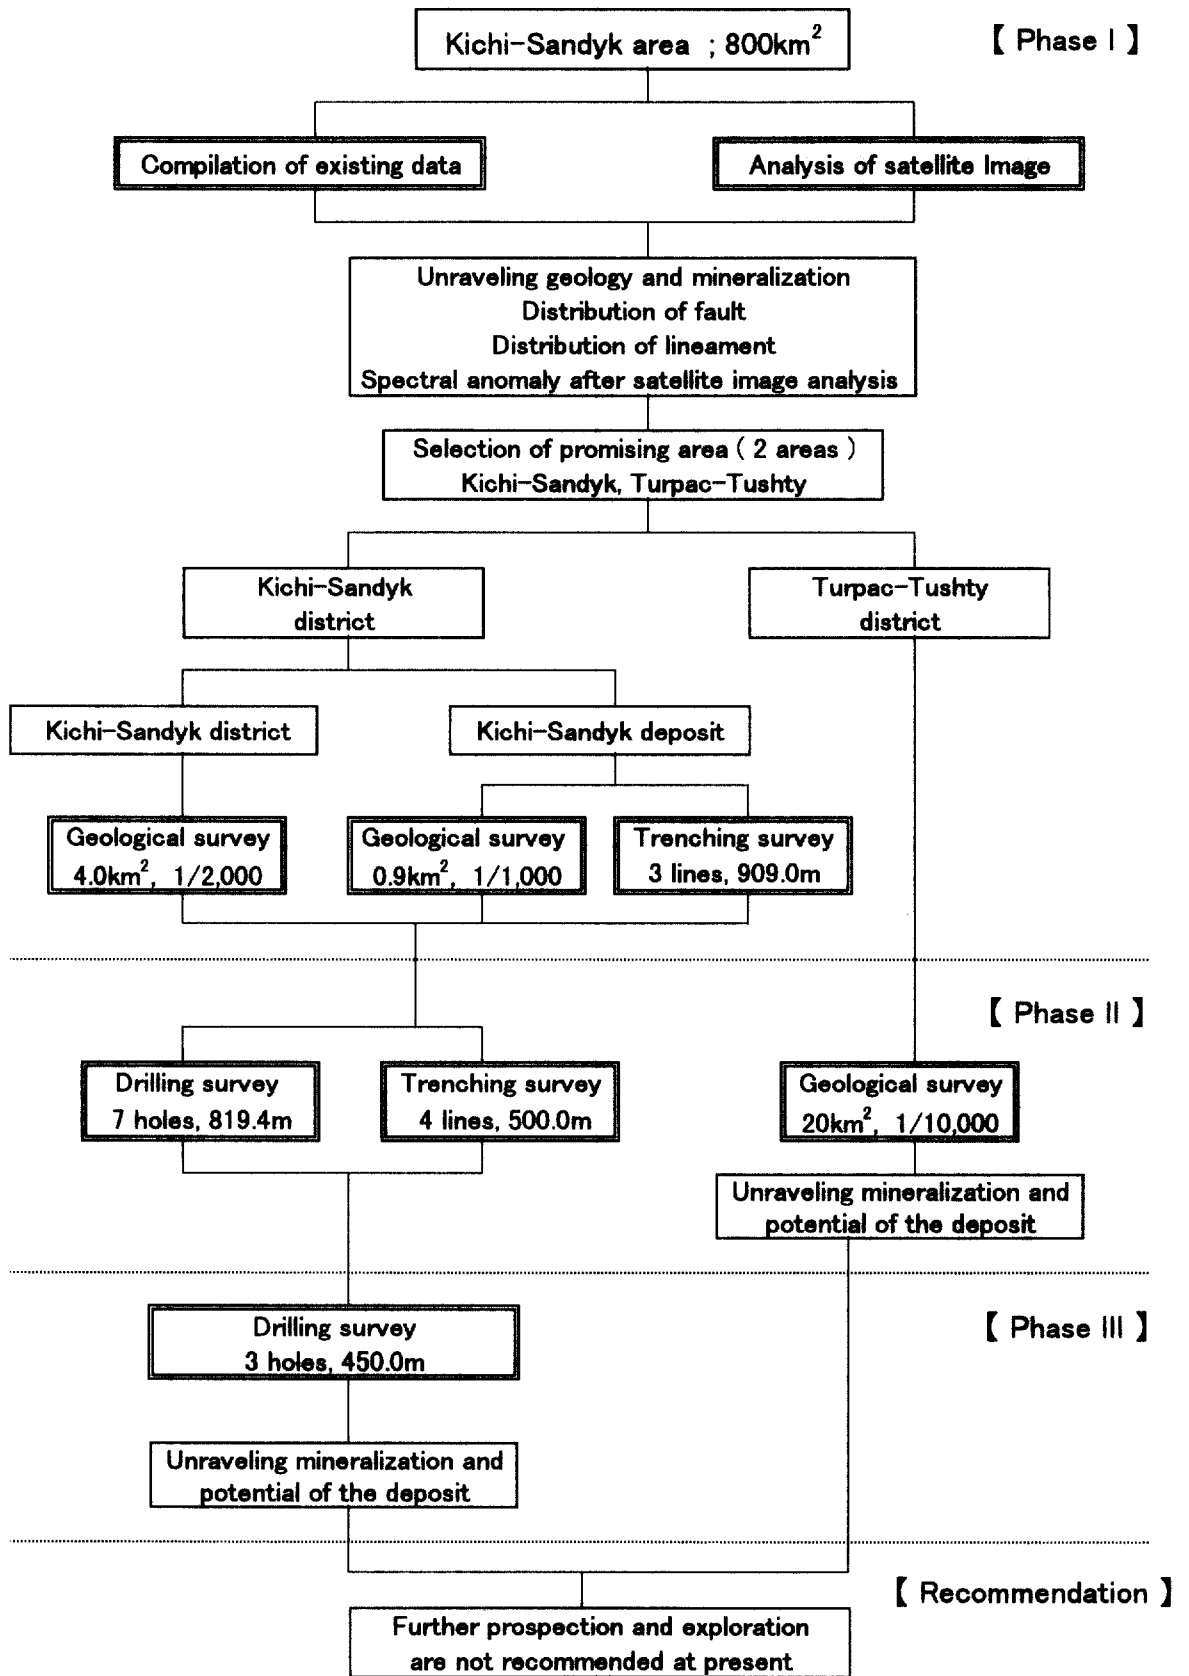 Kichi-Sandyk area ; 800km²
【 Phase I 】
Compilation of existing data
Analysis of satellite Image
Unraveling geology and mineralization
Distribution of fault
Distribution of lineament
Spectral anomaly after satellite image analysis
Selection of promising area ( 2 areas )
Kichi-Sandyk, Turpac-Tushty
Kichi-Sandyk
district
Turpac-Tushty
district
Kichi-Sandyk district
Kichi-Sandyk deposit
Geological survey
4.0km², 1/2,000
Geological survey
0.9km², 1/1,000
Trenching survey
3 lines, 909.0m
【 Phase II 】
Drilling survey
7 holes, 819.4m
Trenching survey
4 lines, 500.0m
Geological survey
20km², 1/10,000
Unraveling mineralization and
potential of the deposit
【 Phase III 】
Drilling survey
3 holes, 450.0m
Unraveling mineralization and
potential of the deposit
【 Recommendation 】
Further prospection and exploration
are not recommended at present